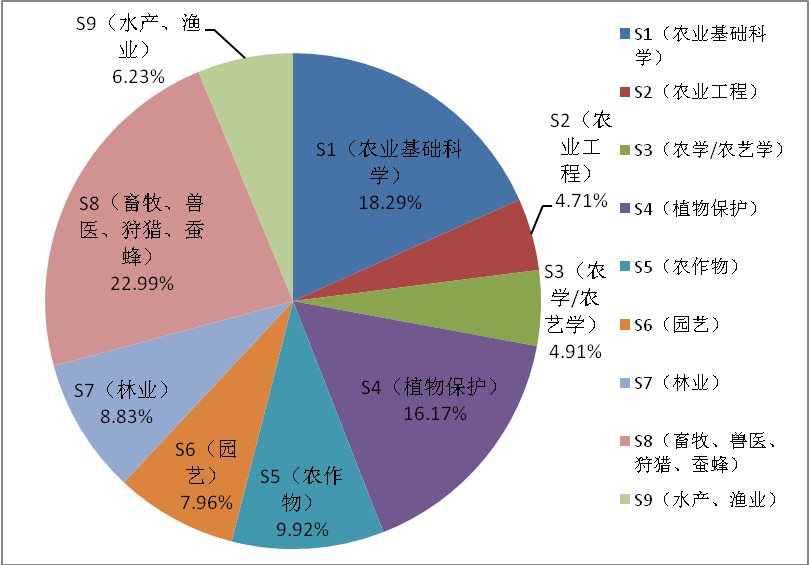 S9（水产、渔
业）
6.23%
S1（农业基础科
学）
18.29%
S2（农
业工
程）
4.71%
S3（农
学/农
艺学）
4.91%
S4（植物保护）
16.17%
S5（农作
物）
9.92%
S6（园
艺）
7.96%
S7（林业）
8.83%
S8（畜牧、兽
医、狩猎、蚕
蜂）
22.99%
S1（农业基础科
学）
S2（农业工程）
S3（农学/农艺学）
S4（植物保护）
S5（农作物）
S6（园艺）
S7（林业）
S8（畜牧、兽医、
狩猎、蚕蜂）
S9（水产、渔业）